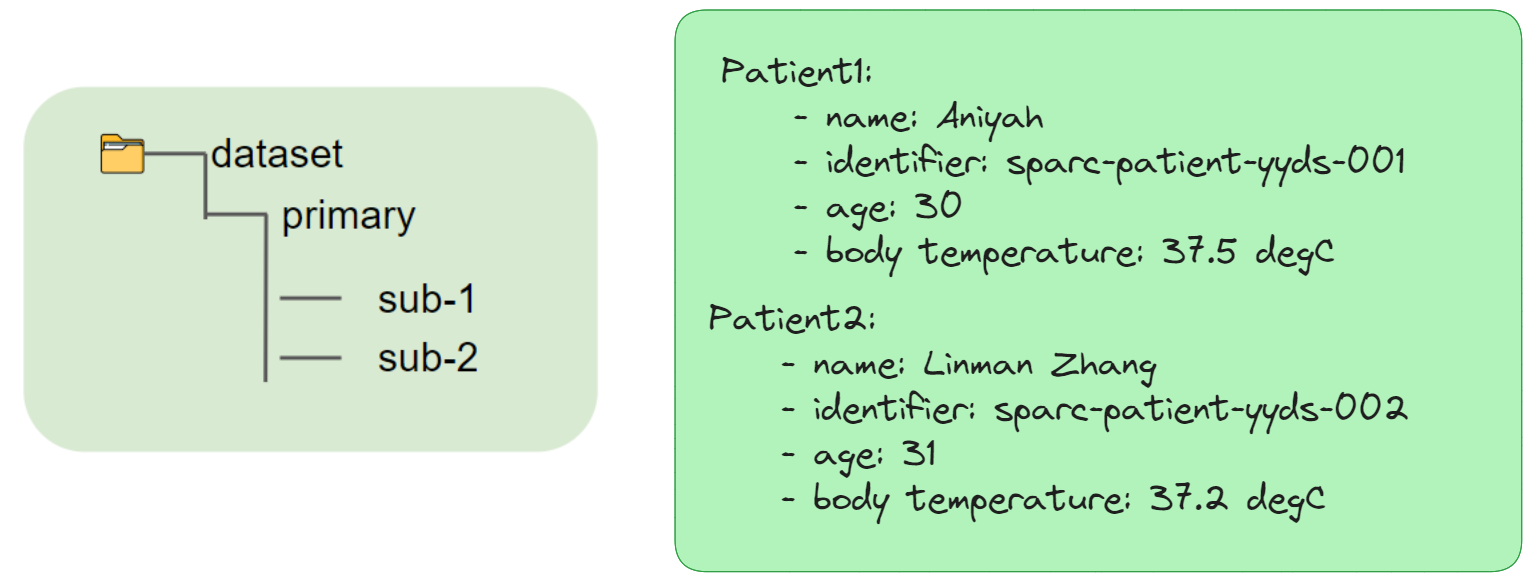 dataset
primary
sub-1
sub-2
Patient1:
- name: Aniyah
- identifier: sparc-patient-yyds-001
- age: 30
- body temperature: 37.5 degC
Patient2:
- name: Linman Zhang
- identifier: sparc-patient-yyds-002
- age: 31
- body temperature: 37.2 degC